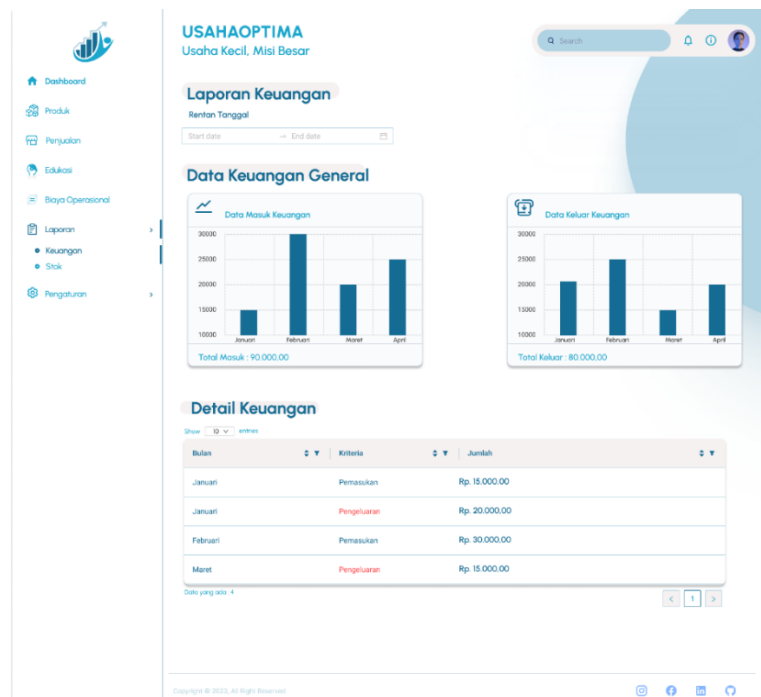 USAHAOPTIMA
Usaha Kecil, Misi Besar
Search
Dashboard
Produk
Penjualan
Edukasi
Biaya Operasional
Laporan
Keuangan
Stok
Pengaturan
Laporan Keuangan
Rentan Tanggal
Start date → End date
Data Keuangan General
Data Masuk Keuangan
30000
25000
20000
15000
10000
Januari Februari Maret April
Total Masuk : 90.000.00
Data Keluar Keuangan
30000
25000
20000
15000
10000
Januari Februari Maret April
Total Keluar : 80.000.00
Detail Keuangan
Show 10 entries
Bulan Kriteria Jumlah
Januari Pemasukan Rp. 15.000.00
Januari Pengeluaran Rp. 20.000.00
Februari Pemasukan Rp. 30.000.00
Maret Pengeluaran Rp. 15.000.00
Data yang ada 4
< 1 >
Copyright © 2023, All Right Reserved